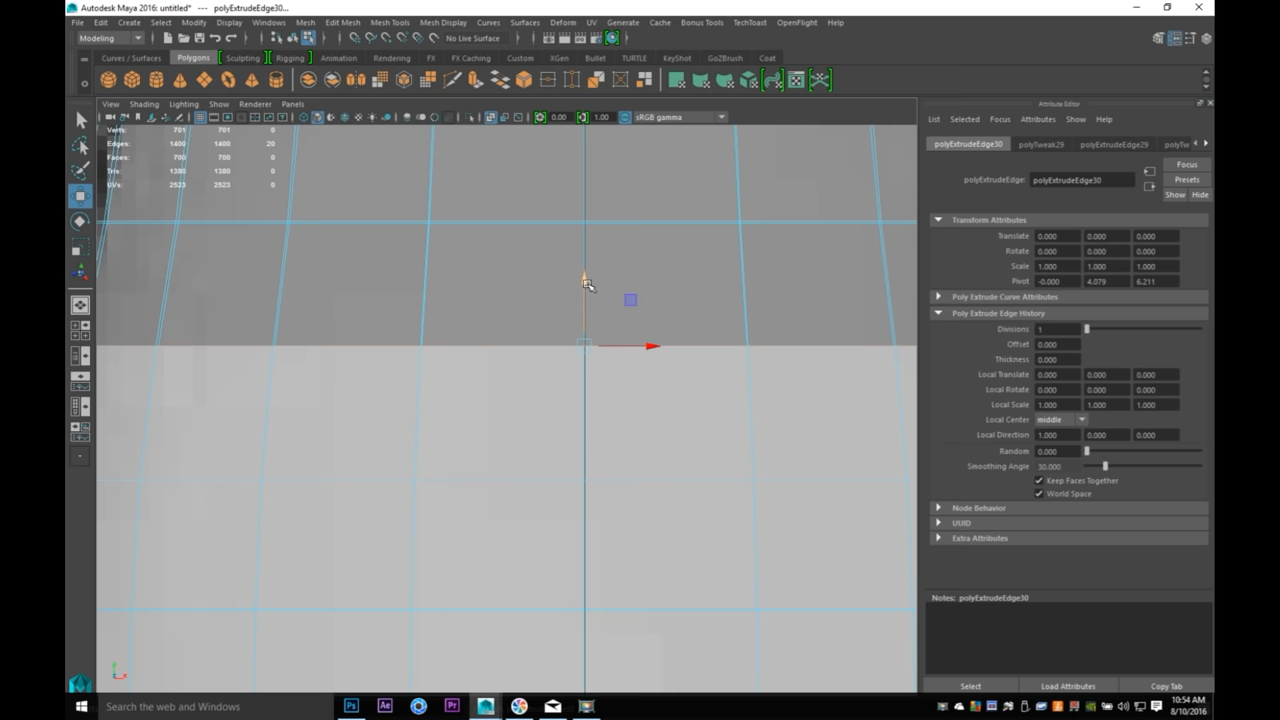 Autodesk Maya 2016: untitled* --- polyExtrudeEdge30...
File Edit Create Select Modify Display Windows Mesh Edit Mesh Mesh Tools Mesh Display Curves Surfaces Deform UV Generate Cache Bonus Tools TechToast OpenFlight Help
Modeling No Live Surface
Curves / Surfaces Polygons Sculpting Rigging Animation Rendering FX FX Caching Custom XGen Bullet TURTLE KeyShot GoZBrush Coat
View Shading Lighting Show Renderer Panels
0.00 1.00 sRGB gamma
Verts: 701 701 0
Edges: 1400 1400 20
Faces: 700 700 0
Tris: 1380 1380 0
UVs: 2523 2523 0
Attribute Editor
List Selected Focus Attributes Show Help
polyExtrudeEdge30 polyTweak29 polyExtrudeEdge29 polyTw
polyExtrudeEdge: polyExtrudeEdge30
Focus
Presets
Show Hide
Transform Attributes
Translate 0.000 0.000 0.000
Rotate 0.000 0.000 0.000
Scale 1.000 1.000 1.000
Pivot -0.000 4.079 6.211
Poly Extrude Curve Attributes
Poly Extrude Edge History
Divisions 1
Offset 0.000
Thickness 0.000
Local Translate 0.000 0.000 0.000
Local Rotate 0.000 0.000 0.000
Local Scale 1.000 1.000 1.000
Local Center middle
Local Direction 1.000 0.000 0.000
Random 0.000
Smoothing Angle 30.000
Keep Faces Together
World Space
Node Behavior
UUID
Extra Attributes
Notes: polyExtrudeEdge30
Select Load Attributes Copy Tab
Search the web and Windows
Ps Ae Pr
10:54 AM
8/10/2016